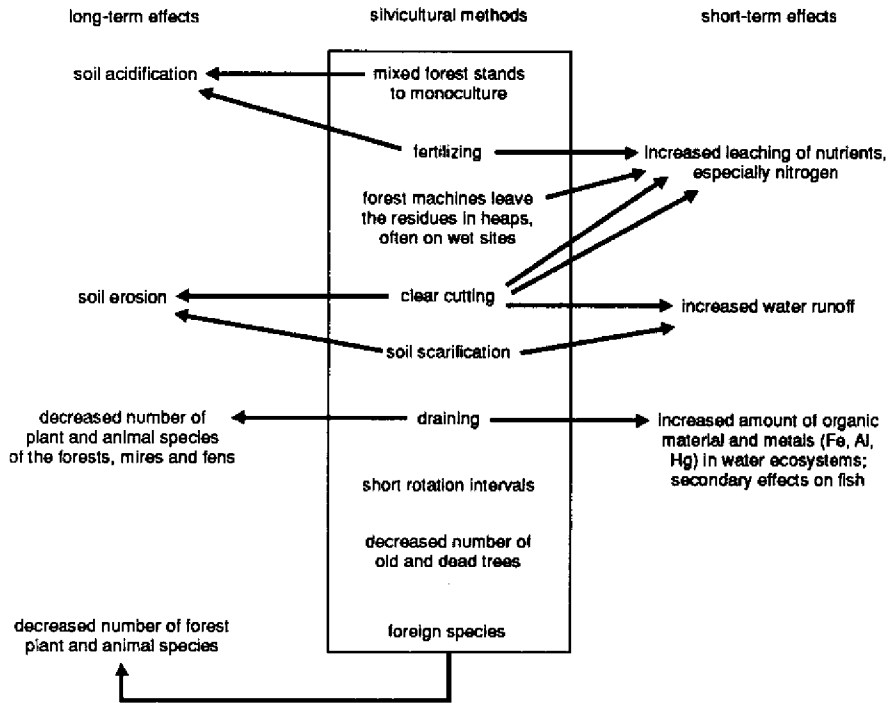 long-term effects
silvicultural methods
short-term effects
soil acidification
mixed forest stands
to monoculture
fertilizing
Increased leaching of nutrients,
especially nitrogen
forest machines leave
the residues in heaps,
often on wet sites
soil erosion
clear cutting
increased water runoff
soil scarification
decreased number of
plant and animal species
of the forests, mires and fens
draining
Increased amount of organic
material and metals (Fe, Al,
Hg) in water ecosystems;
secondary effects on fish
short rotation intervals
decreased number of
old and dead trees
decreased number of forest
plant and animal species
foreign species